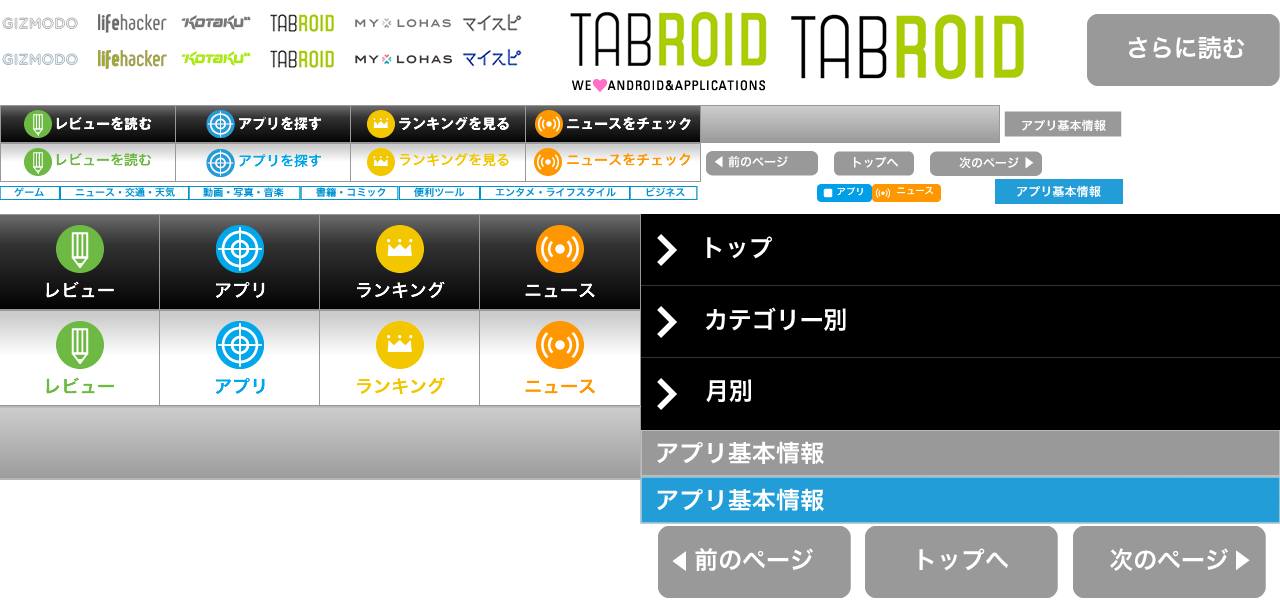 GIZMODO lifehacker KOTAKU TABROID MYLOHAS マイスピ
GIZMODO lifehacker KOTAKU TABROID MYLOHAS マイスピ
TABROID
WE ANDROID&APPLICATIONS
TABROID
さらに読む
レビューを読む アプリを探す ランキングを見る ニュースをチェック アプリ基本情報
レビューを読む アプリを探す ランキングを見る ニュースをチェック 前のページ トップへ 次のページ
ゲーム ニュース・交通・天気 動画・写真・音楽 書籍・コミック 便利ツール エンタメ・ライフスタイル ビジネス アプリ ニュース アプリ基本情報
レビュー アプリ ランキング ニュース
レビュー アプリ ランキング ニュース
トップ
カテゴリー別
月別
アプリ基本情報
アプリ基本情報
前のページ トップへ 次のページ